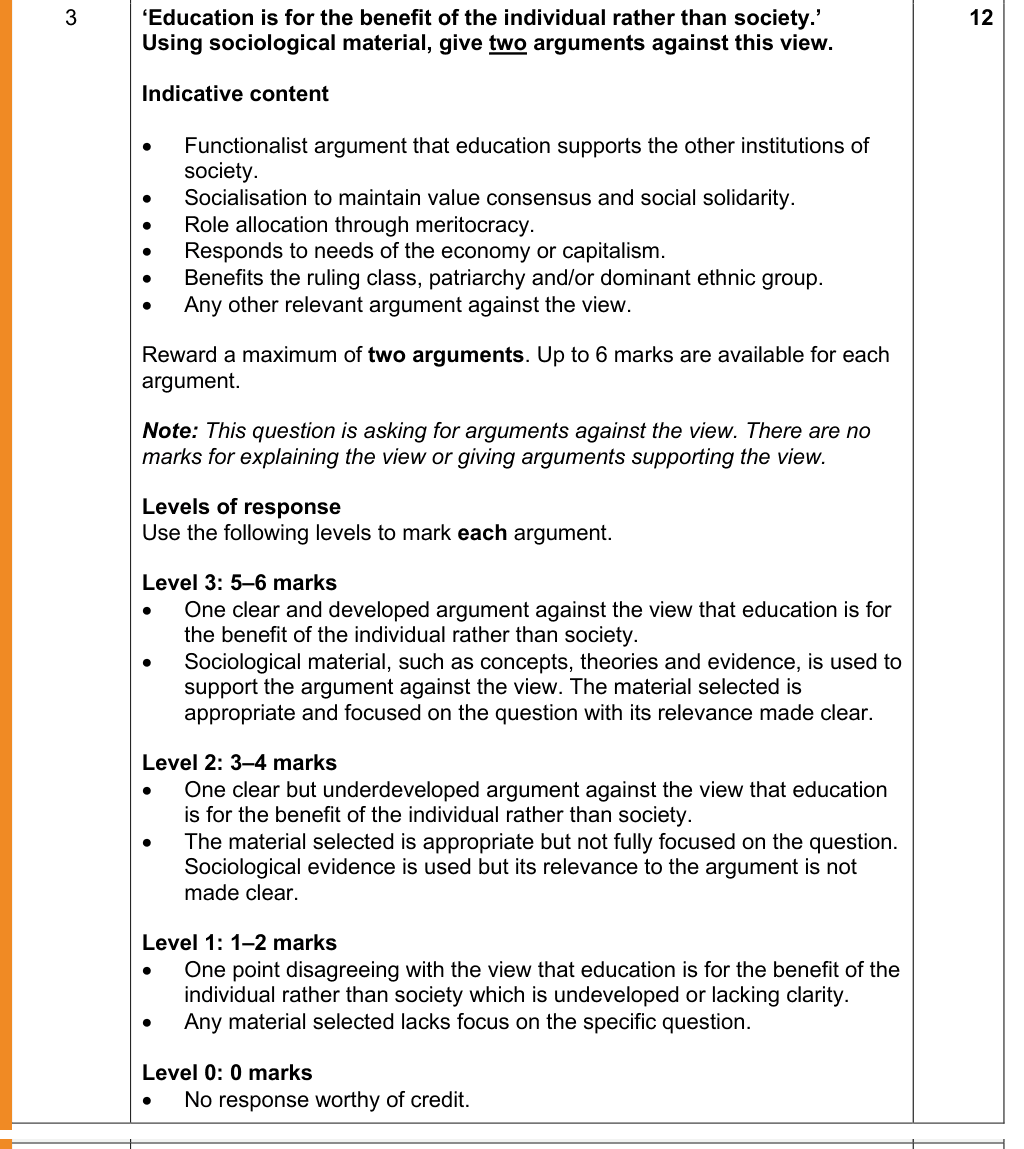 3 ‘Education is for the benefit of the individual rather than society.’ 12
Using sociological material, give two arguments against this view.
Indicative content
• Functionalist argument that education supports the other institutions of
society.
• Socialisation to maintain value consensus and social solidarity.
• Role allocation through meritocracy.
• Responds to needs of the economy or capitalism.
• Benefits the ruling class, patriarchy and/or dominant ethnic group.
• Any other relevant argument against the view.
Reward a maximum of two arguments. Up to 6 marks are available for each
argument.
Note: This question is asking for arguments against the view. There are no
marks for explaining the view or giving arguments supporting the view.
Levels of response
Use the following levels to mark each argument.
Level 3: 5–6 marks
• One clear and developed argument against the view that education is for
the benefit of the individual rather than society.
• Sociological material, such as concepts, theories and evidence, is used to
support the argument against the view. The material selected is
appropriate and focused on the question with its relevance made clear.
Level 2: 3–4 marks
• One clear but underdeveloped argument against the view that education
is for the benefit of the individual rather than society.
• The material selected is appropriate but not fully focused on the question.
Sociological evidence is used but its relevance to the argument is not
made clear.
Level 1: 1–2 marks
• One point disagreeing with the view that education is for the benefit of the
individual rather than society which is undeveloped or lacking clarity.
• Any material selected lacks focus on the specific question.
Level 0: 0 marks
• No response worthy of credit.